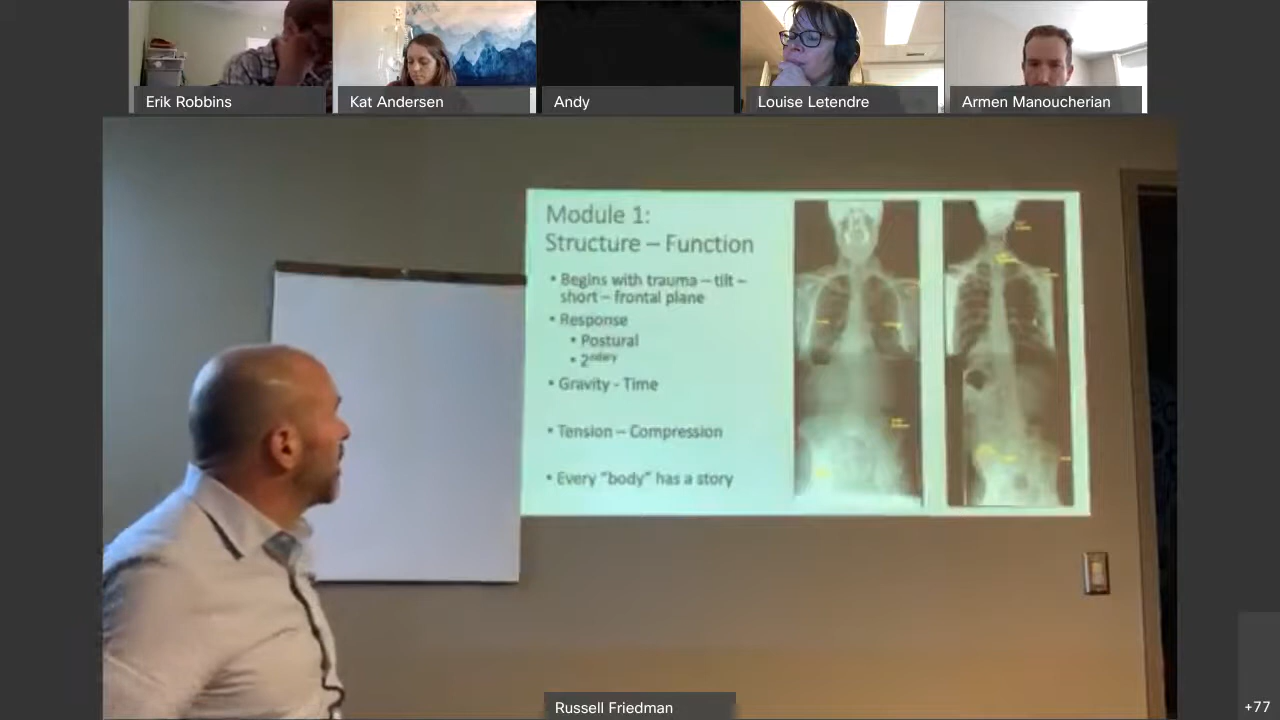 Erik Robbins
Kat Andersen
Andy
Louise Letendre
Armen Manoucherian
Module 1:
Structure – Function
• Begins with trauma – tilt –
short – frontal plane
• Response
• Postural
• 2ndary
• Gravity - Time
• Tension – Compression
• Every "body" has a story
Russell Friedman
+77